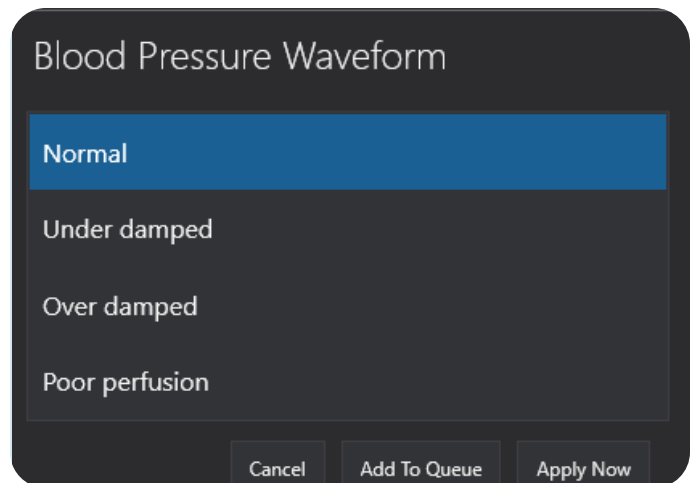 Blood Pressure Waveform
Normal
Under damped
Over damped
Poor perfusion
Cancel Add To Queue Apply Now